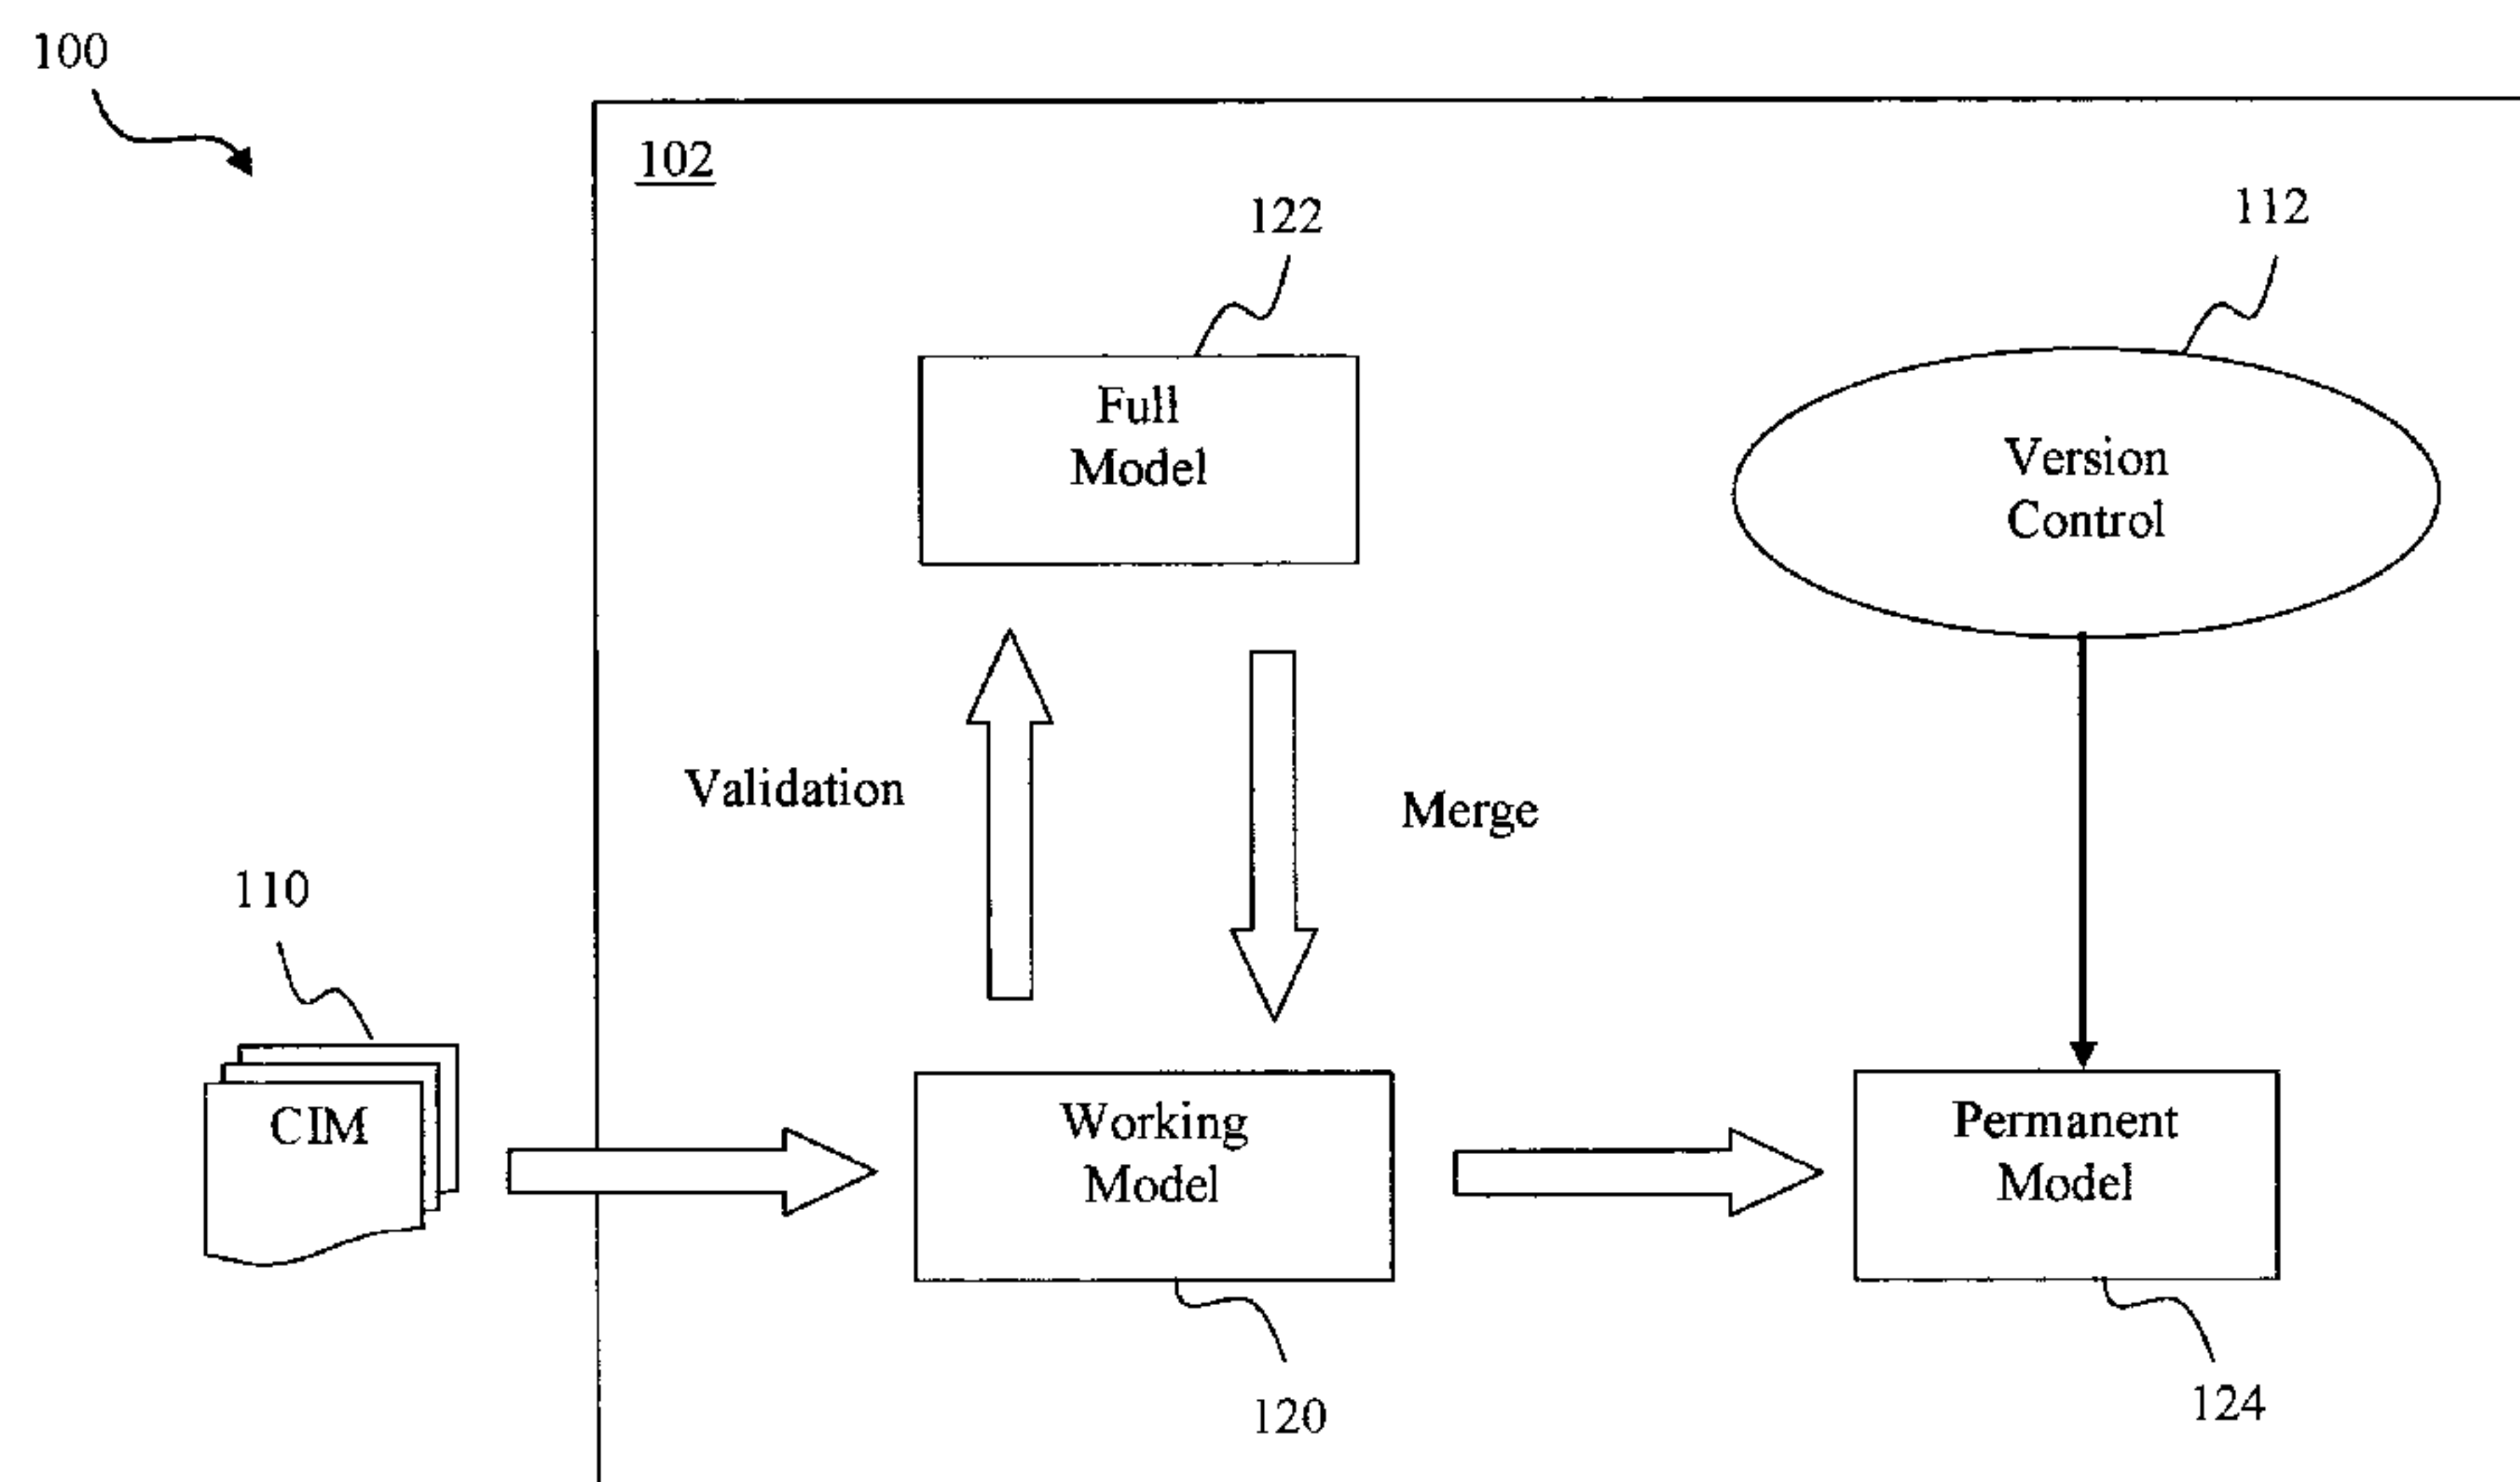 100
102
122
112
Full
Model
Version
Control
Validation
Merge
110
CIM
Working
Model
Permanent
Model
120
124